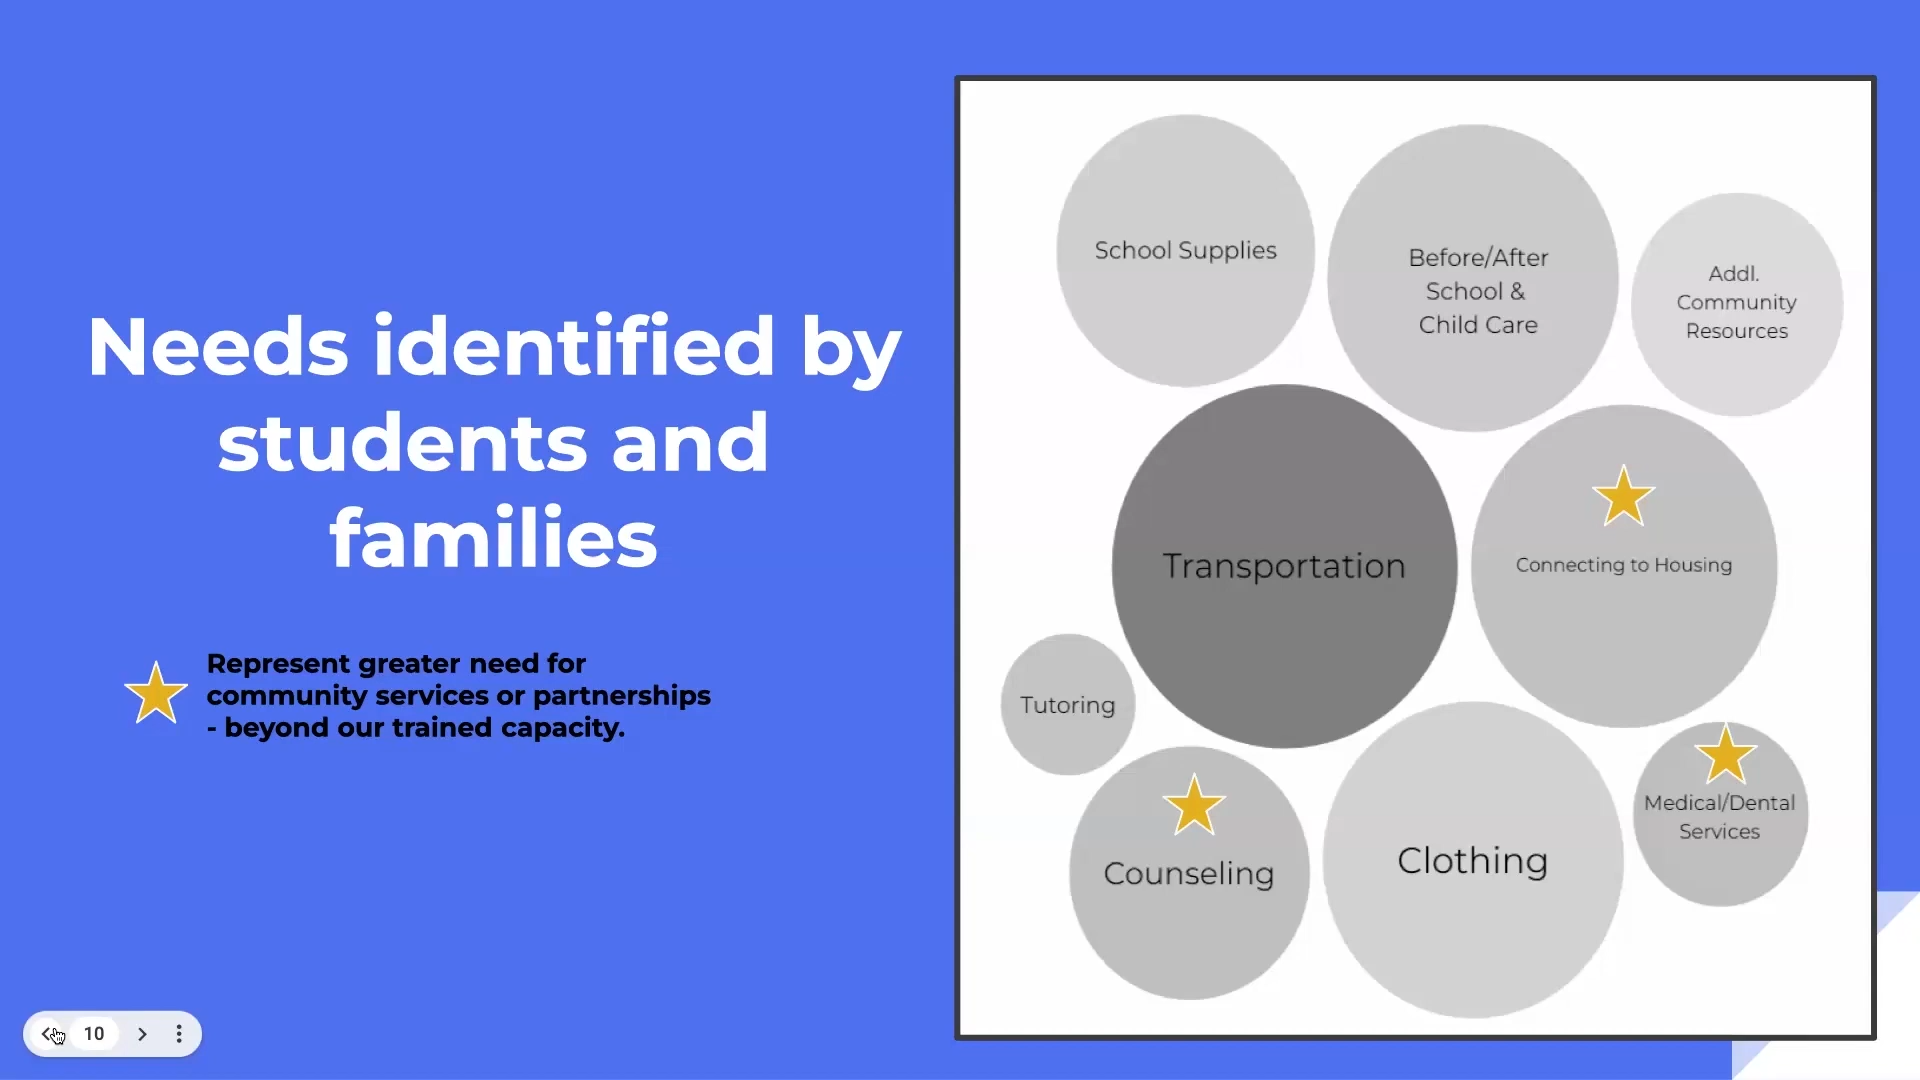 Needs identified by
students and
families
Represent greater need for
community services or partnerships
- beyond our trained capacity.
School Supplies
Before/After
School &
Child Care
Addl.
Community
Resources
Transportation
Connecting to Housing
Tutoring
Counseling
Clothing
Medical/Dental
Services
10